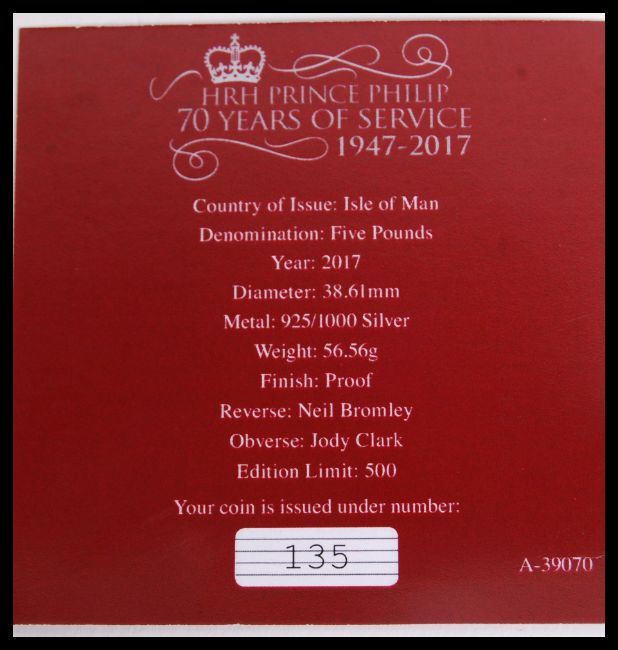 HRH PRINCE PHILIP
70 YEARS OF SERVICE
1947-2017
Country of Issue: Isle of Man
Denomination: Five Pounds
Year: 2017
Diameter: 38.61mm
Metal: 925/1000 Silver
Weight: 56.56g
Finish: Proof
Reverse: Neil Bromley
Obverse: Jody Clark
Edition Limit: 500
Your coin is issued under number:
135
A-39070